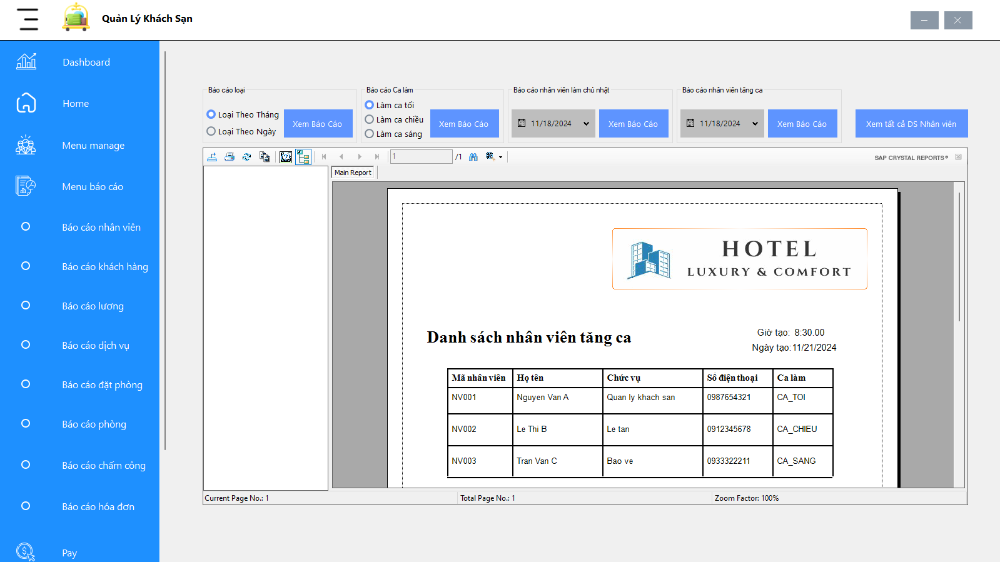 Quản Lý Khách Sạn
Dashboard
Home
Menu manage
Menu báo cáo
Báo cáo nhân viên
Báo cáo khách hàng
Báo cáo lương
Báo cáo dịch vụ
Báo cáo đặt phòng
Báo cáo phòng
Báo cáo chấm công
Báo cáo hóa đơn
Pay
Báo cáo loại
Loại Theo Tháng
Loại Theo Ngày
Xem Báo Cáo
Báo cáo Ca làm
Làm ca tối
Làm ca chiều
Làm ca sáng
Xem Báo Cáo
Báo cáo nhân viên làm chủ nhật
11/18/2024
Xem Báo Cáo
Báo cáo nhân viên tăng ca
11/18/2024
Xem Báo Cáo
Xem tất cả DS Nhân viên
1 /1
SAP CRYSTAL REPORTS®
Main Report
HOTEL
LUXURY & COMFORT
Danh sách nhân viên tăng ca
Giờ tạo: 8:30.00
Ngày tạo: 11/21/2024
Mã nhân viên Họ tên Chức vụ Số điện thoại Ca làm
NV001 Nguyen Van A Quan ly khach san 0987654321 CA_TOI
NV002 Le Thi B Le tan 0912345678 CA_CHIEU
NV003 Tran Van C Bao ve 0933322211 CA_SANG
Current Page No.: 1 Total Page No.: 1 Zoom Factor: 100%